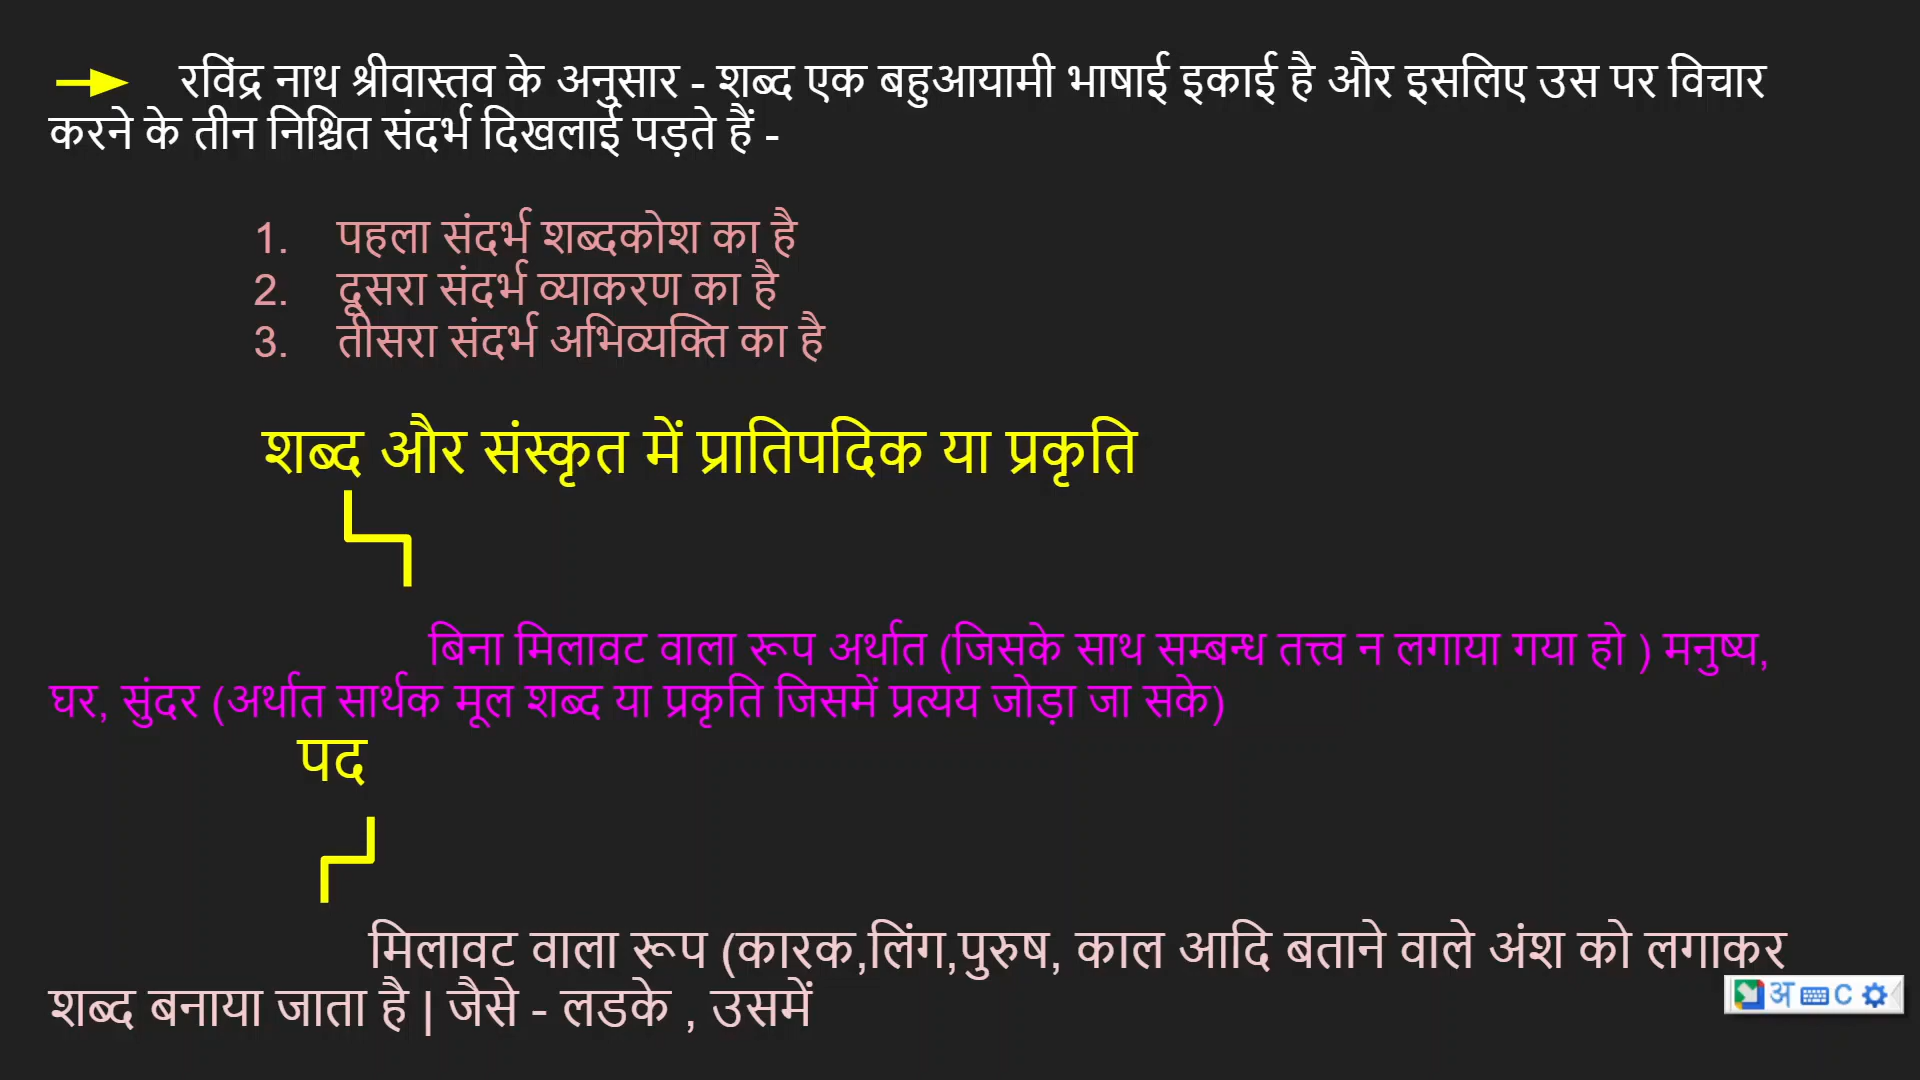 रविंद्र नाथ श्रीवास्तव के अनुसार - शब्द एक बहुआयामी भाषाई इकाई है और इसलिए उस पर विचार
करने के तीन निश्चित संदर्भ दिखलाई पड़ते हैं -
1. पहला संदर्भ शब्दकोश का है
2. दूसरा संदर्भ व्याकरण का है
3. तीसरा संदर्भ अभिव्यक्ति का है
शब्द और संस्कृत में प्रातिपदिक या प्रकृति
बिना मिलावट वाला रूप अर्थात (जिसके साथ सम्बन्ध तत्त्व न लगाया गया हो ) मनुष्य,
घर, सुंदर (अर्थात सार्थक मूल शब्द या प्रकृति जिसमें प्रत्यय जोड़ा जा सके)
पद
मिलावट वाला रूप (कारक,लिंग,पुरुष, काल आदि बताने वाले अंश को लगाकर
शब्द बनाया जाता है | जैसे - लडके , उसमें
अ C